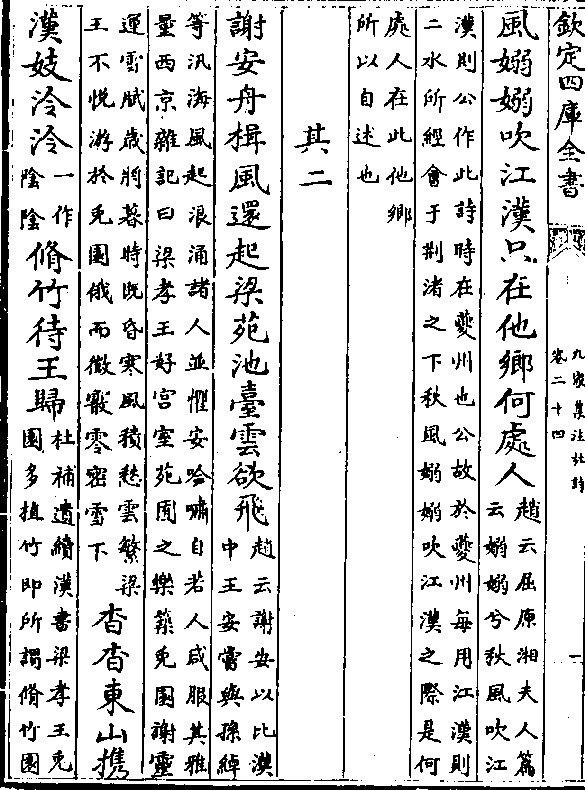 欽定四庫全書
九家集注杜詩
卷二十四
一
風嫋嫋吹江漢只在他鄉何處人
趙云屈原湘夫人篇
云嫋嫋兮秋風吹江
漢則公作此詩時在夔州也公故於夔州每用江漢則
二水所經會于荆渚之下秋風嫋嫋吹江漢之際是何
處人在此他鄉
所以自述也
其二
謝安舟楫風還起梁苑池臺雲欲飛
趙云謝安以比漢
中王安嘗與孫綽
等汎海風起浪涌諸人並懼安吟嘯自若人咸服其雅
量西京雜記曰梁孝王好宫室苑囿之樂築兎園謝靈
運雲賦歳將暮時既昏寒風積愁雲繁梁
王不悅游於兎園俄而微霰零密雪下
杳杳東山擕
漢妓泠泠
一作
陰陰
脩竹待王歸
杜補遺續漢書梁孝王兎
園多植竹即所謂脩竹園